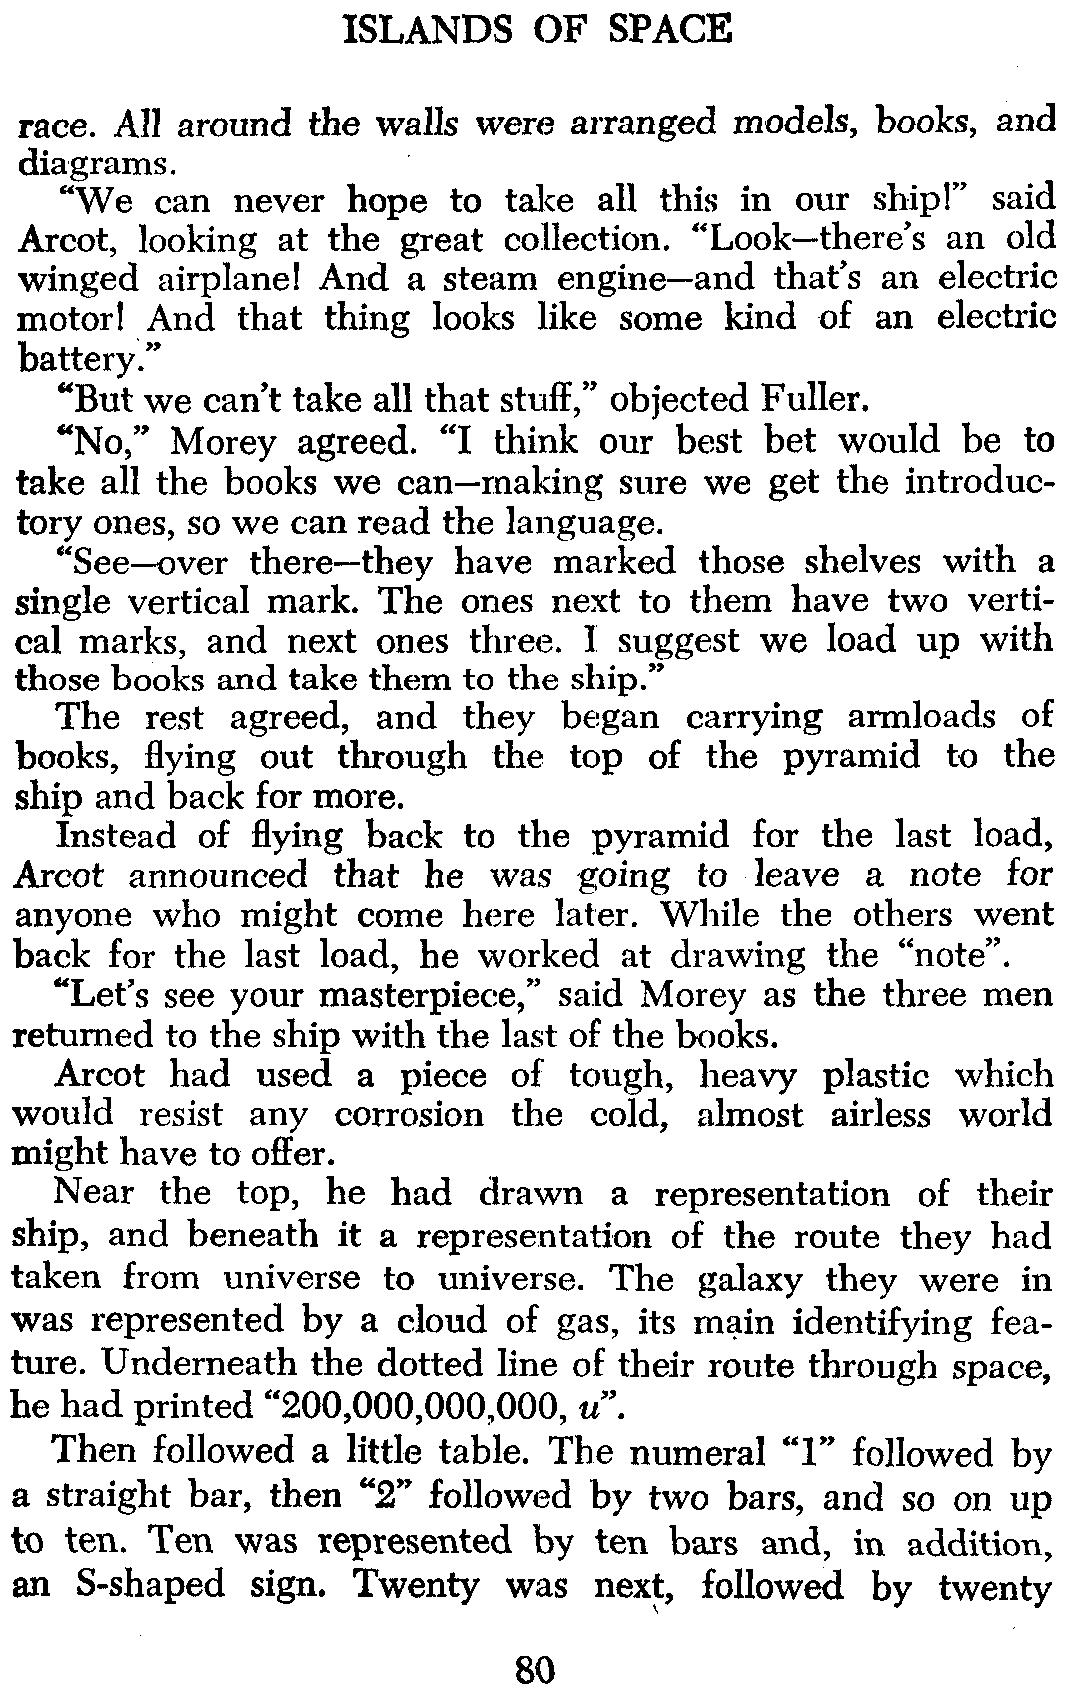 ISLANDS OF SPACE
race. All around the walls were arranged models, books, and
diagrams.
“We can never hope to take all this in our ship!” said
Arcot, looking at the great collection. “Look—there’s an old
winged airplane! And a steam engine—and that’s an electric
motor! And that thing looks like some kind of an electric
battery.”
“But we can’t take all that stuff,” objected Fuller.
“No,” Morey agreed. “I think our best bet would be to
take all the books we can—making sure we get the introduc-
tory ones, so we can read the language.
“See—over there—they have marked those shelves with a
single vertical mark. The ones next to them have two verti-
cal marks, and next ones three. I suggest we load up with
those books and take them to the ship.”
The rest agreed, and they began carrying armloads of
books, flying out through the top of the pyramid to the
ship and back for more.
Instead of flying back to the pyramid for the last load,
Arcot announced that he was going to leave a note for
anyone who might come here later. While the others went
back for the last load, he worked at drawing the “note”.
“Let’s see your masterpiece,” said Morey as the three men
returned to the ship with the last of the books.
Arcot had used a piece of tough, heavy plastic which
would resist any corrosion the cold, almost airless world
might have to offer.
Near the top, he had drawn a representation of their
ship, and beneath it a representation of the route they had
taken from universe to universe. The galaxy they were in
was represented by a cloud of gas, its main identifying fea-
ture. Underneath the dotted line of their route through space,
he had printed “200,000,000,000, u”.
Then followed a little table. The numeral “1” followed by
a straight bar, then “2” followed by two bars, and so on up
to ten. Ten was represented by ten bars and, in addition,
an S-shaped sign. Twenty was next, followed by twenty
80